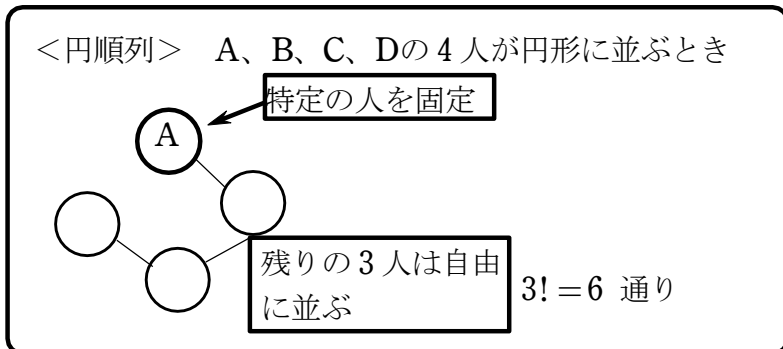 ＜円順列＞　A、B、C、Dの 4 人が円形に並ぶとき
特定の人を固定
A
残りの 3 人は自由
に並ぶ
3! ＝6 通り